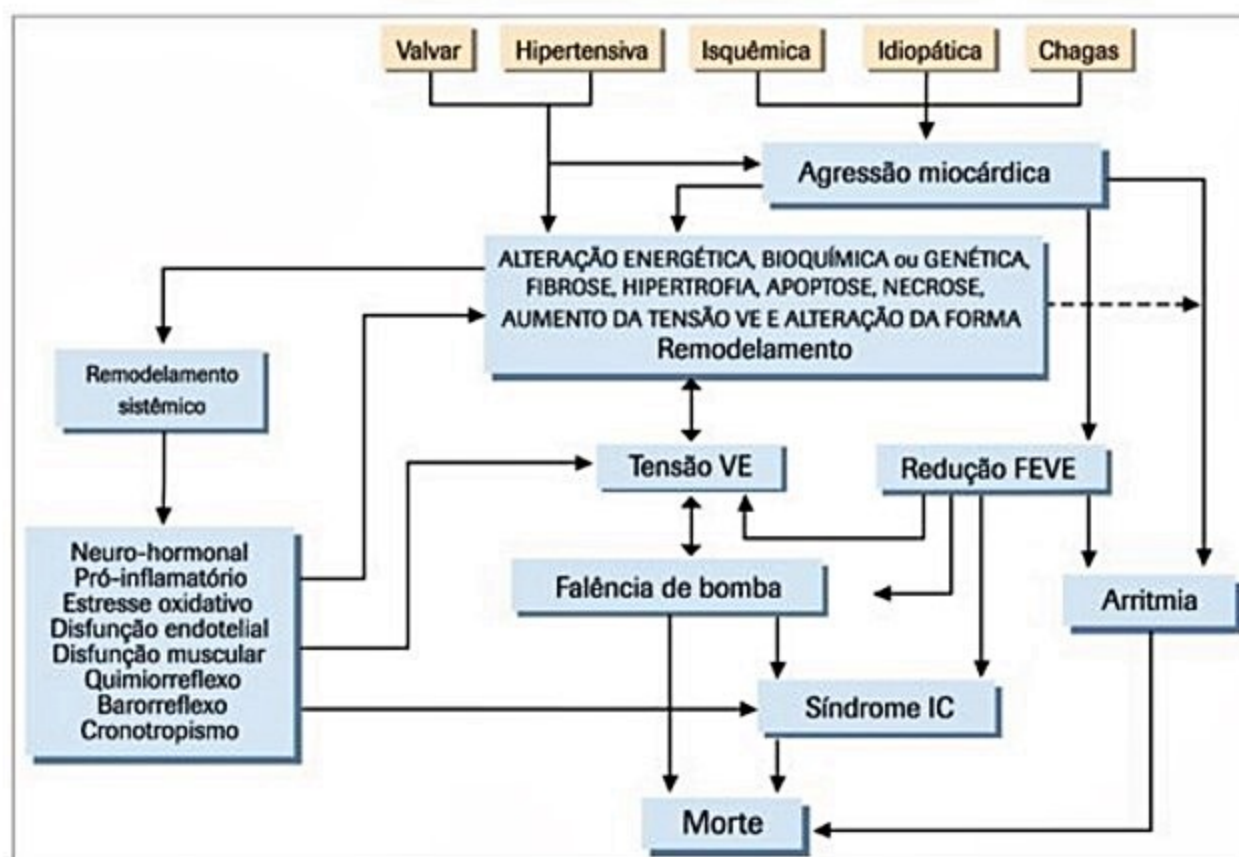 Valvar
Hipertensiva
Isquêmica
Idiopática
Chagas
Agressão miocárdica
ALTERAÇÃO ENERGÉTICA, BIOQUÍMICA ou GENÉTICA,
FIBROSE, HIPERTROFIA, APOPTOSE, NECROSE,
AUMENTO DA TENSÃO VE E ALTERAÇÃO DA FORMA
Remodelamento
Remodelamento
sistêmico
Tensão VE
Redução FEVE
Neuro-hormonal
Pró-inflamatório
Estresse oxidativo
Disfunção endotelial
Disfunção muscular
Quimiorreflexo
Barorreflexo
Cronotropismo
Falência de bomba
Arritmia
Síndrome IC
Morte